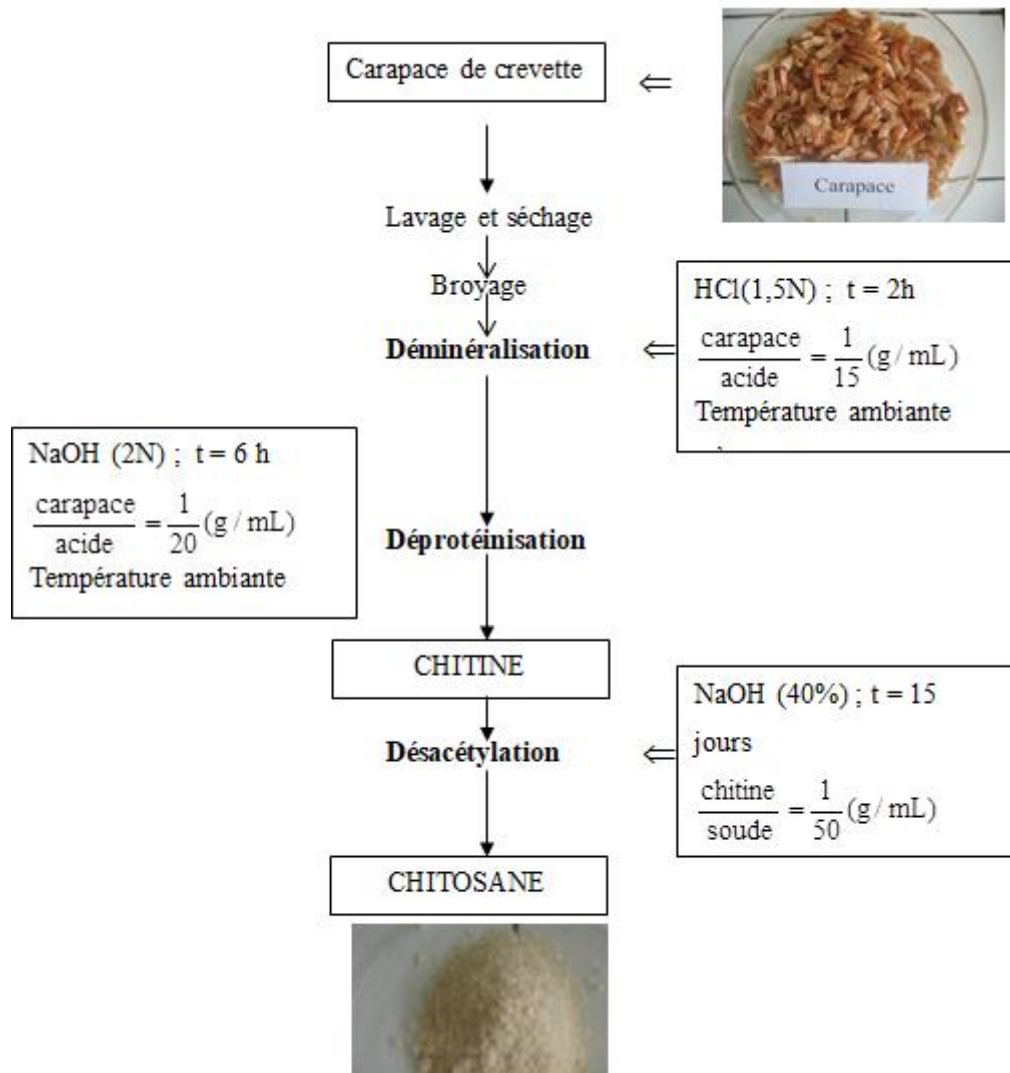 Carapace de crevette
⇐
Carapace
Lavage et séchage
Broyage
Déminéralisation
⇐
HCl(1,5N) ; t = 2h
carapace/acide = 1/15 (g / mL)
Température ambiante
NaOH (2N) ; t = 6 h
carapace/acide = 1/20 (g / mL)
Température ambiante
Déprotéinisation
CHITINE
Désacétylation
⇐
NaOH (40%) ; t = 15
jours
chitine/soude = 1/50 (g / mL)
CHITOSANE